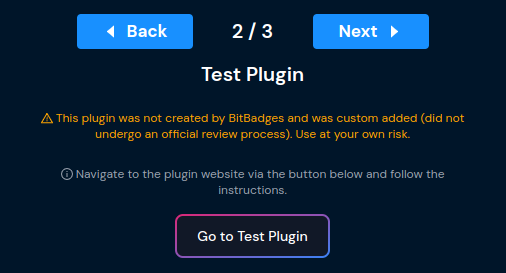 Back 2 / 3 Next
Test Plugin
This plugin was not created by BitBadges and was custom added (did not
undergo an official review process). Use at your own risk.
Navigate to the plugin website via the button below and follow the
instructions.
Go to Test Plugin